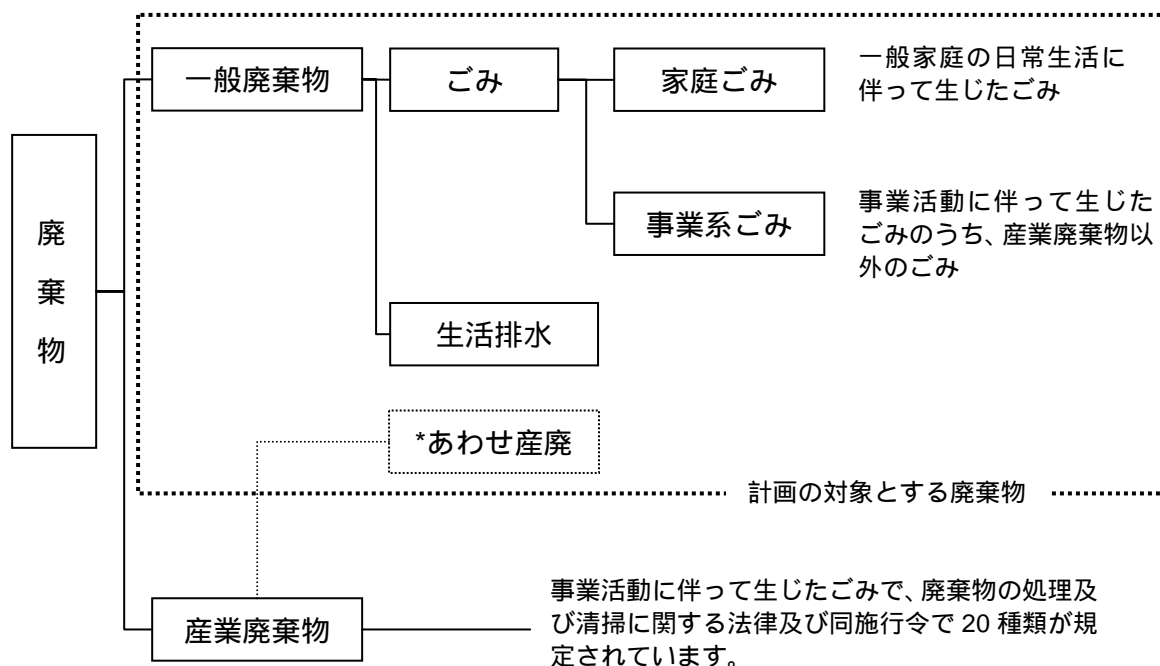 廃棄物
一般廃棄物
ごみ
家庭ごみ
一般家庭の日常生活に
伴って生じたごみ
事業系ごみ
事業活動に伴って生じた
ごみのうち、産業廃棄物以
外のごみ
生活排水
*あわせ産廃
計画の対象とする廃棄物
産業廃棄物
事業活動に伴って生じたごみで、廃棄物の処理及
び清掃に関する法律及び同施行令で 20 種類が規
定されています。